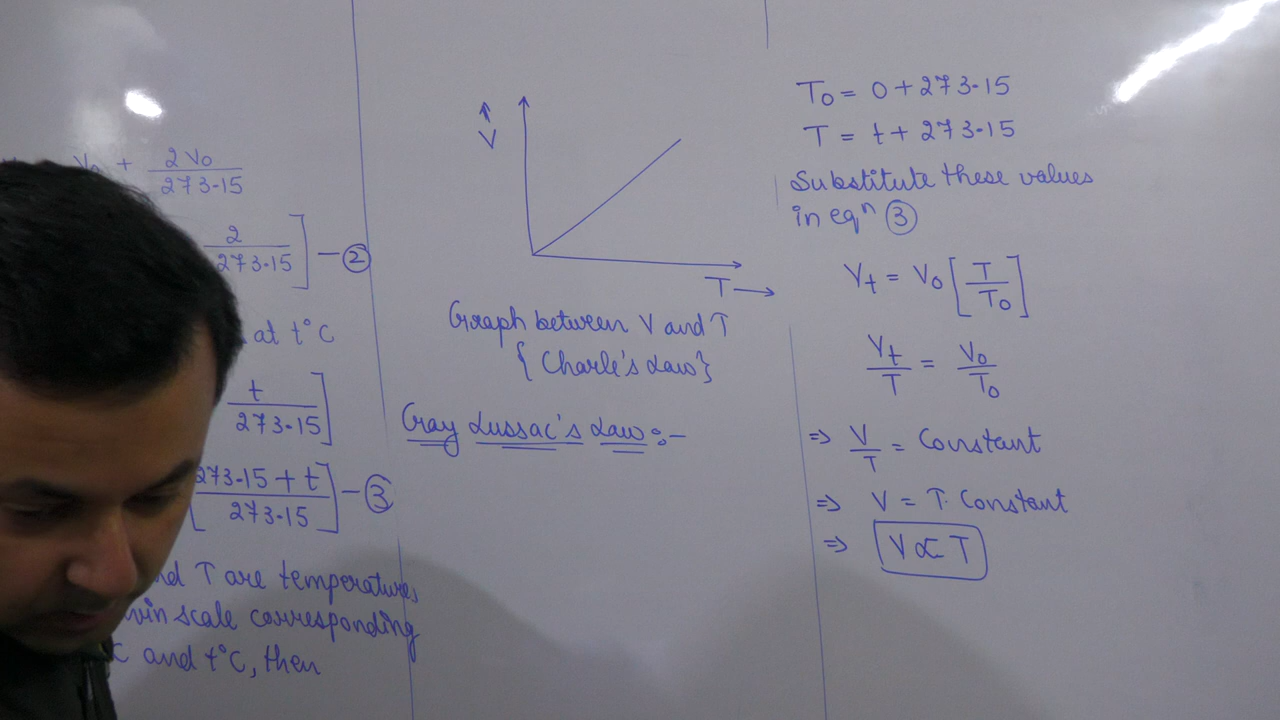 V₀ + 2V₀/273.15
2/273.15] — ②
at t°C
t/273.15]
[273.15 + t/273.15] — ③
nd T are temperatures
vin scale corresponding
C and t°C, then
V
T
Graph between V and T
{Charle's Law}
Gray Lussac's Law :-
T₀ = 0 + 273.15
T = t + 273.15
Substitute these values
in eqⁿ ③
Vₜ = V₀ [T/T₀]
Vₜ/T = V₀/T₀
⇒ V/T = Constant
⇒ V = T. Constant
⇒ V ∝ T